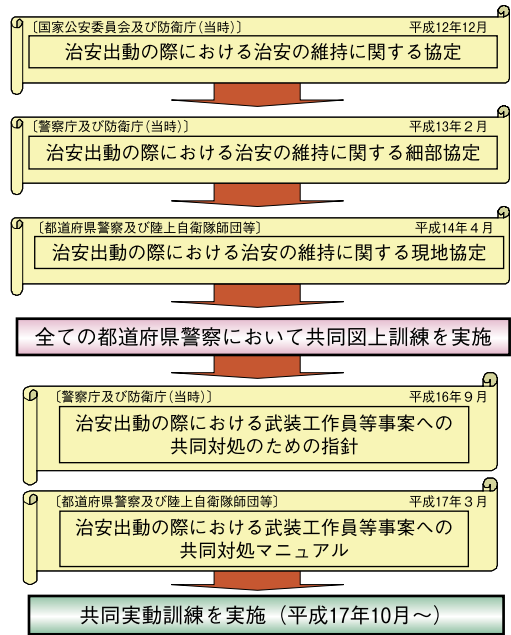 〔国家公安委員会及び防衛庁(当時)〕 平成12年12月
治安出動の際における治安の維持に関する協定
〔警察庁及び防衛庁(当時)〕 平成13年2月
治安出動の際における治安の維持に関する細部協定
〔都道府県警察及び陸上自衛隊師団等〕 平成14年4月
治安出動の際における治安の維持に関する現地協定
全ての都道府県警察において共同図上訓練を実施
〔警察庁及び防衛庁(当時)〕 平成16年9月
治安出動の際における武装工作員等事案への
共同対処のための指針
〔都道府県警察及び陸上自衛隊師団等〕 平成17年3月
治安出動の際における武装工作員等事案への
共同対処マニュアル
共同実動訓練を実施(平成17年10月~)